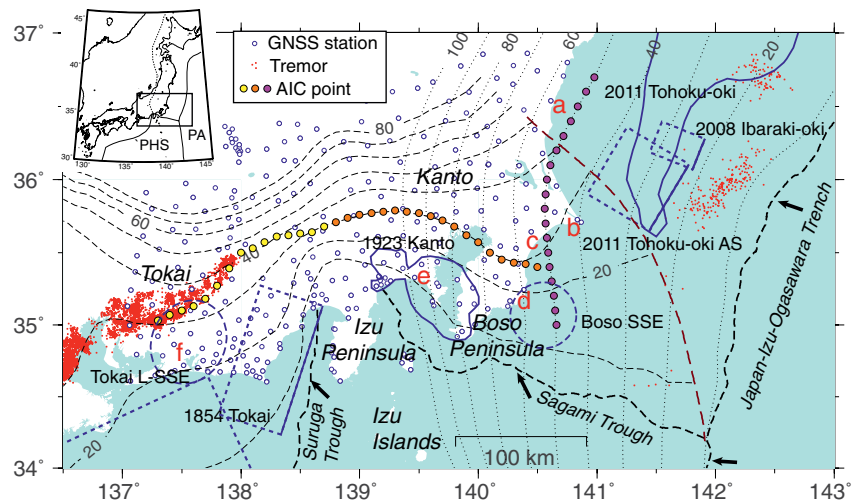 37°
36°
35°
34°
137
138
139
140
141
142
143
45°
40°
35°
30°
130°
135°
140°
145°
PHS
PA
GNSS station
Tremor
AIC point
100
80
60
40
20
a
2011 Tohoku-oki
2008 Ibaraki-oki
80
Kanto
60
1923 Kanto
c
b
2011 Tohoku-oki AS
40
20
Tokai
e
d
Boso SSE
Izu
Peninsula
Boso
Peninsula
f
Tokai L-SSE
1854 Tokai
20
Suruga
Trough
Izu
Islands
Sagami Trough
Japan-Izu-Ogasawara Trench
100 km